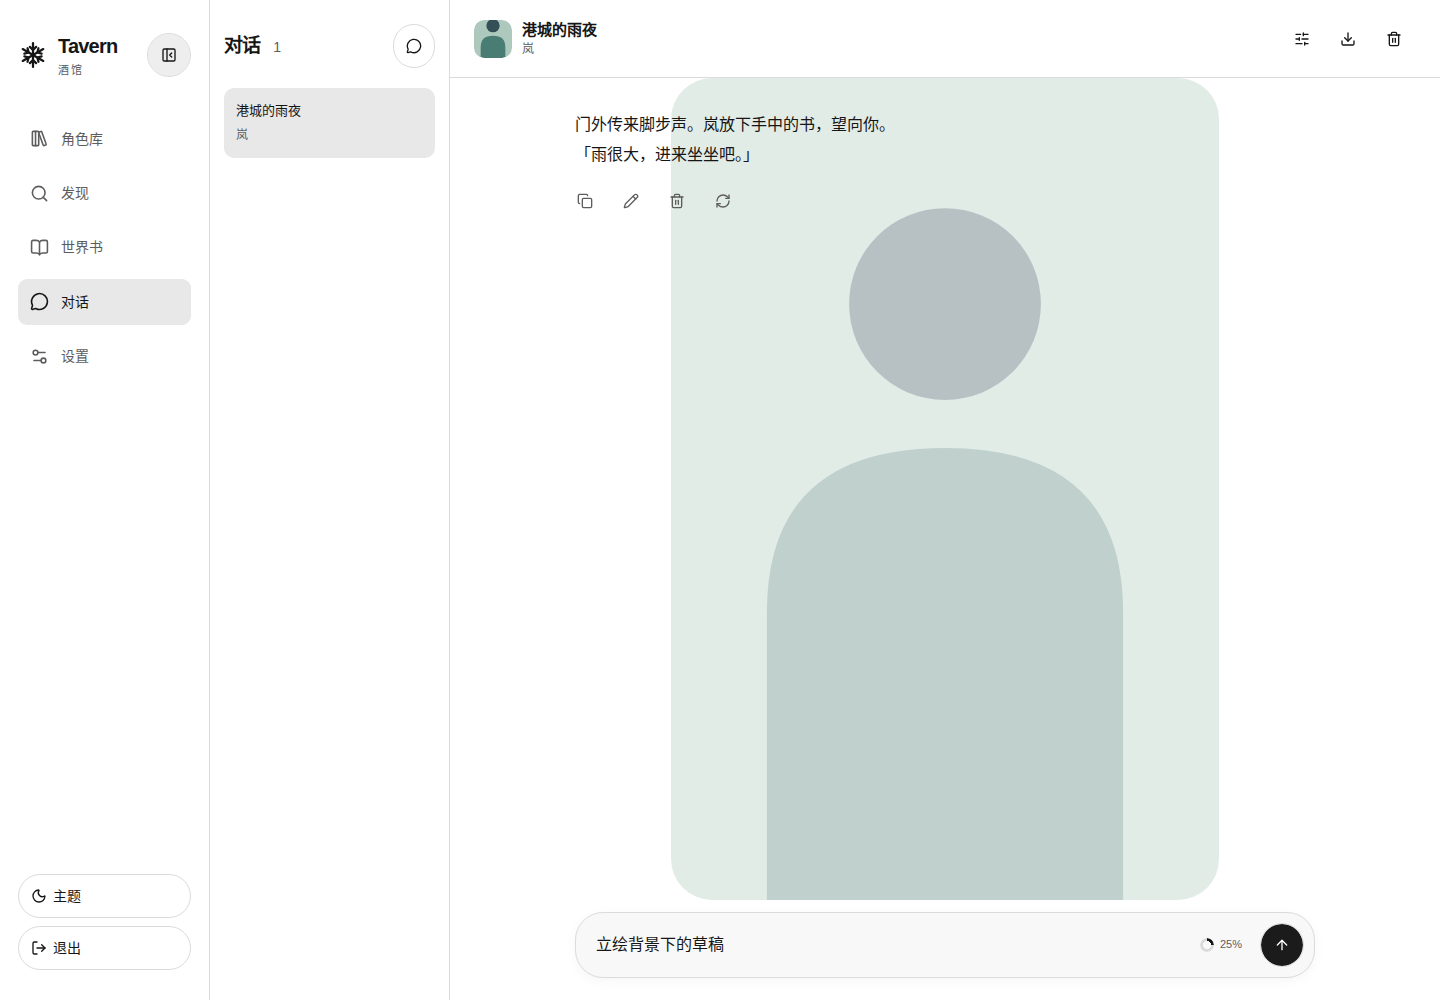 Tavern
酒馆
角色库
发现
世界书
对话
设置
主题
退出
对话 1
港城的雨夜
岚
港城的雨夜
岚
门外传来脚步声。岚放下手中的书，望向你。
「雨很大，进来坐坐吧。」
立绘背景下的草稿
25%